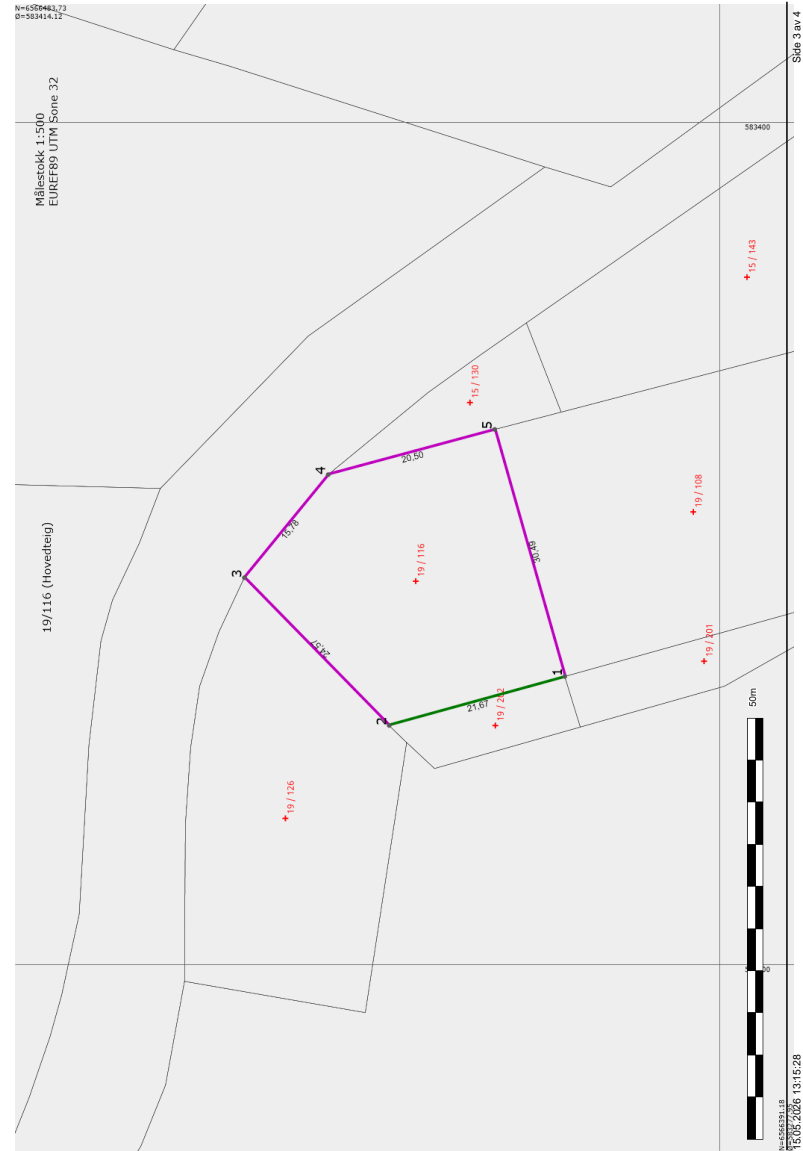 N=6566483,73
Ø=583414,12
Målestokk 1:500
EUREF89 UTM Sone 32
19/116 (Hovedteig)
583400
15 / 143
15 / 130
5
4
20,50
15,78
3
19 / 108
30,49
19 / 116
24,57
19 / 201
1
19 / 202
21,67
2
50m
19 / 126
N=6566391,18
15.05.2026 13:15:28
Side 3 av 4